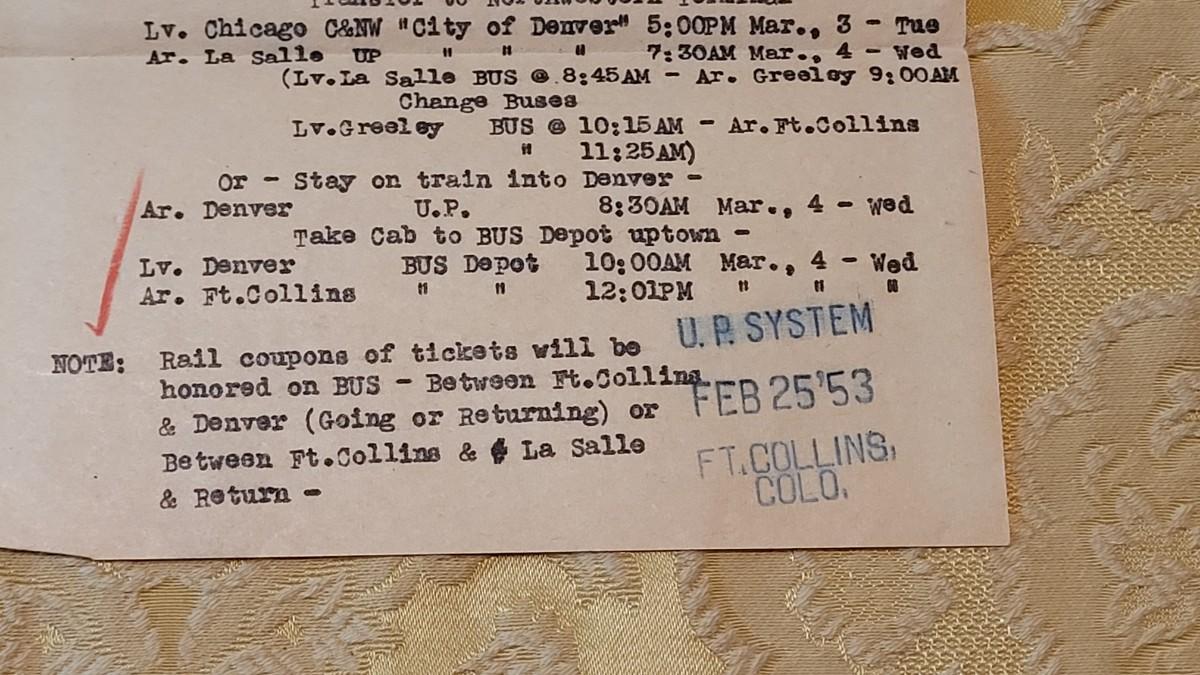 Transfer to Northwestern Terminal
Lv. Chicago C&NW "City of Denver" 5:00PM Mar., 3 - Tue
Ar. La Salle UP " " " 7:30AM Mar., 4 - Wed
(Lv.La Salle BUS @ 8:45AM - Ar. Greeley 9:00AM
Change Buses
Lv.Greeley BUS @ 10:15AM - Ar.Ft.Collins
" 11:25AM)
Or - Stay on train into Denver -
Ar. Denver U.P. 8:30AM Mar., 4 - Wed
Take Cab to BUS Depot uptown -
Lv. Denver BUS Depot 10:00AM Mar., 4 - Wed
Ar. Ft.Collins " " 12:01PM " " "
NOTE: Rail coupons of tickets will be
honored on BUS - Between Ft.Collins
& Denver (Going or Returning) or
Between Ft.Collins & La Salle
& Return -
U.P. SYSTEM
FEB 25'53
FT.COLLINS,
COLO.